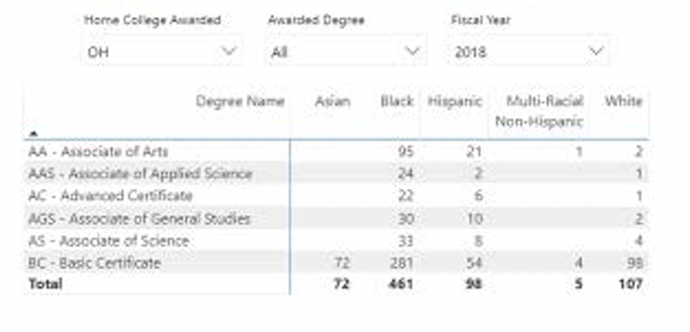 Home College Awarded Awarded Degree Fiscal Year
OH All 2018
Degree Name Asian Black Hispanic Multi-Racial White
Non-Hispanic
AA - Associate of Arts 95 21 1 2
AAS - Associate of Applied Science 24 2 1
AC - Advanced Certificate 22 6 1
AGS - Associate of General Studies 30 10 2
AS - Associate of Science 33 8 4
BC - Basic Certificate 72 281 54 4 98
Total 72 461 98 5 107